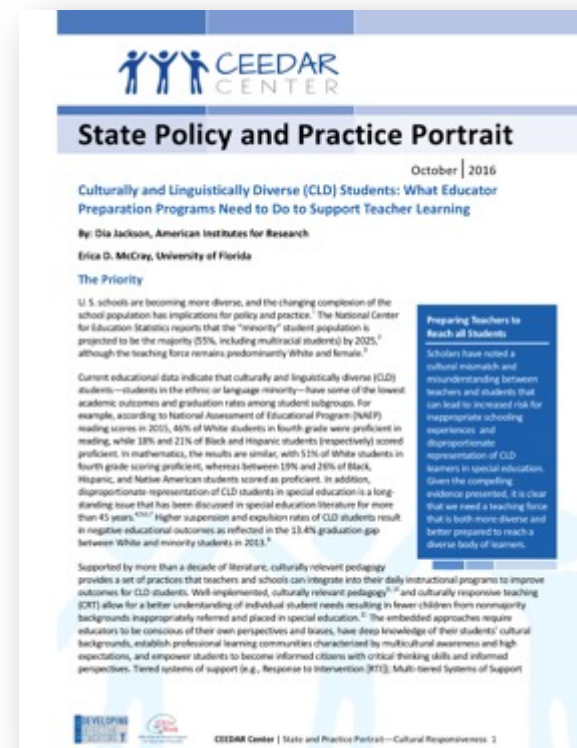 CEEDAR
CENTER
State Policy and Practice Portrait
October | 2016
Culturally and Linguistically Diverse (CLD) Students: What Educator
Preparation Programs Need to Do to Support Teacher Learning
By: Dia Jackson, American Institutes for Research
Erica D. McCray, University of Florida
The Priority
U. S. schools are becoming more diverse, and the changing complexion of the
school population has implications for policy and practice.¹ The National Center
for Education Statistics reports that the "minority" student population is
projected to be the majority (55%, including multiracial students) by 2025,²
although the teaching force remains predominantly White and female.³
Current educational data indicate that culturally and linguistically diverse (CLD)
students—students in the ethnic or language minority—have some of the lowest
academic outcomes and graduation rates among student subgroups. For
example, according to National Assessment of Educational Program (NAEP)
reading scores in 2015, 46% of White students in fourth grade were proficient in
reading, while 18% and 21% of Black and Hispanic students (respectively) scored
proficient. In mathematics, the results are similar, with 51% of White students in
fourth grade scoring proficient, whereas between 19% and 26% of Black,
Hispanic, and Native American students scored as proficient. In addition,
disproportionate representation of CLD students in special education is a long-
standing issue that has been discussed in special education literature for more
than 45 years. Higher suspension and expulsion rates of CLD students result
in negative educational outcomes as reflected in the 13.4% graduation gap
between White and minority students in 2013.
Preparing Teachers to
Reach all Students
Scholars have noted a
cultural mismatch and
misunderstanding between
teachers and students that
can lead to increased risk for
inappropriate schooling
experiences and
disproportionate
representation of CLD
learners in special education.
Given the compelling
evidence presented, it is clear
that we need a teaching force
that is both more diverse and
better prepared to reach a
diverse body of learners.
Supported by more than a decade of literature, culturally relevant pedagogy
provides a set of practices that teachers and schools can integrate into their daily instructional programs to improve
outcomes for CLD students. Well-implemented, culturally relevant pedagogy and culturally responsive teaching
(CRT) allow for a better understanding of individual student needs resulting in fewer children from nonmajority
backgrounds inappropriately referred and placed in special education. The embedded approaches require
educators to be conscious of their own perspectives and biases, have deep knowledge of their students' cultural
backgrounds, establish professional learning communities characterized by multicultural awareness and high
expectations, and empower students to become informed citizens with critical thinking skills and informed
perspectives. Tiered systems of support (e.g., Response to Intervention [RTI]; Multi-tiered Systems of Support
DEVELOPING
CEEDAR Center | State and Practice Portrait—Cultural Responsiveness 1